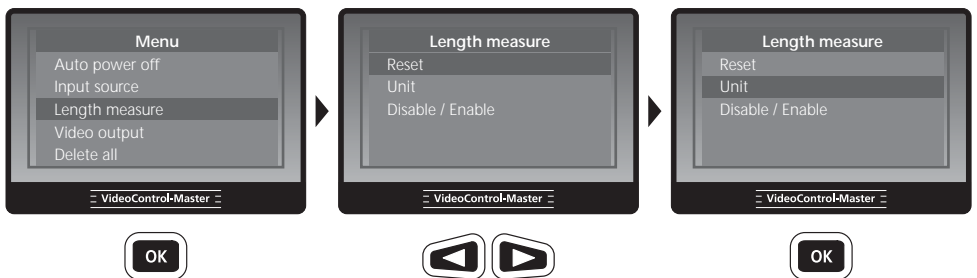 Menu
Auto power off
Input source
Length measure
Video output
Delete all
VideoControl-Master
OK
Length measure
Reset
Unit
Disable / Enable
VideoControl-Master
Length measure
Reset
Unit
Disable / Enable
VideoControl-Master
OK